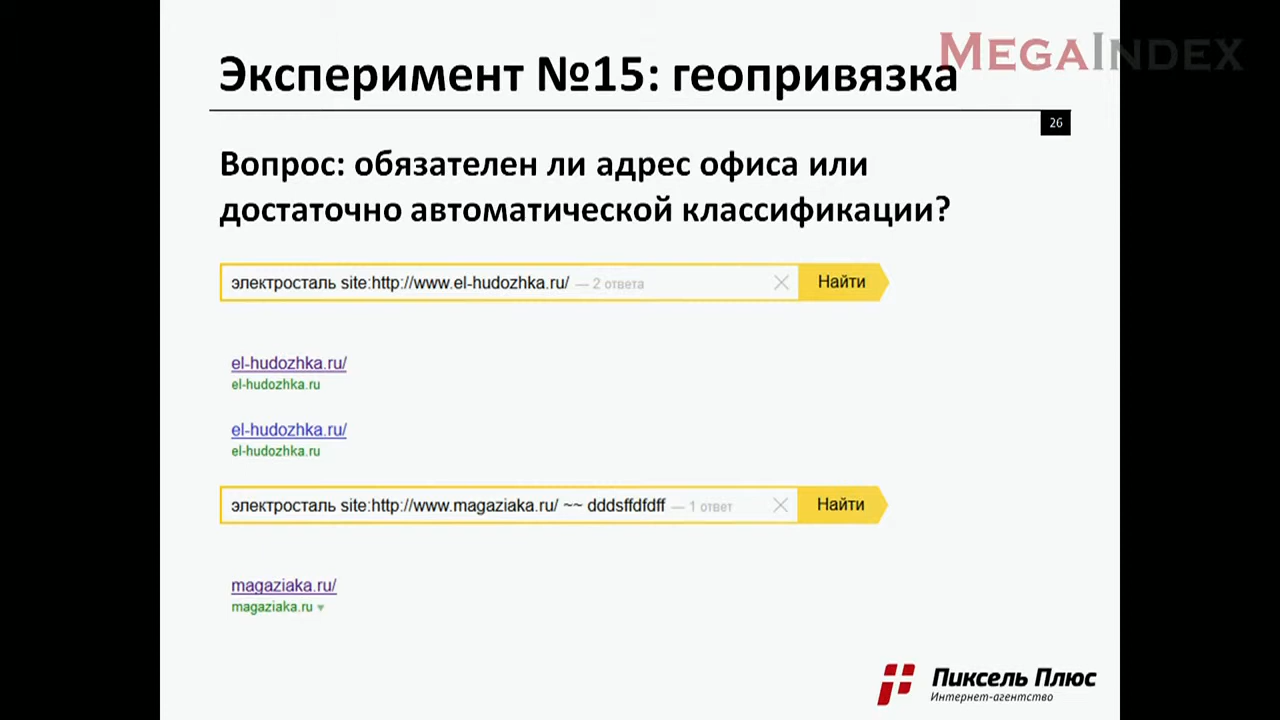 MEGAINDEX
Эксперимент №15: геопривязка
26
Вопрос: обязателен ли адрес офиса или
достаточно автоматической классификации?
электросталь site:http://www.el-hudozhka.ru/ — 2 ответа Найти
el-hudozhka.ru/
el-hudozhka.ru
el-hudozhka.ru/
el-hudozhka.ru
электросталь site:http://www.magaziaka.ru/ ~~ dddsffdfdff — 1 ответ Найти
magaziaka.ru/
magaziaka.ru
Пиксель Плюс
Интернет-агентство